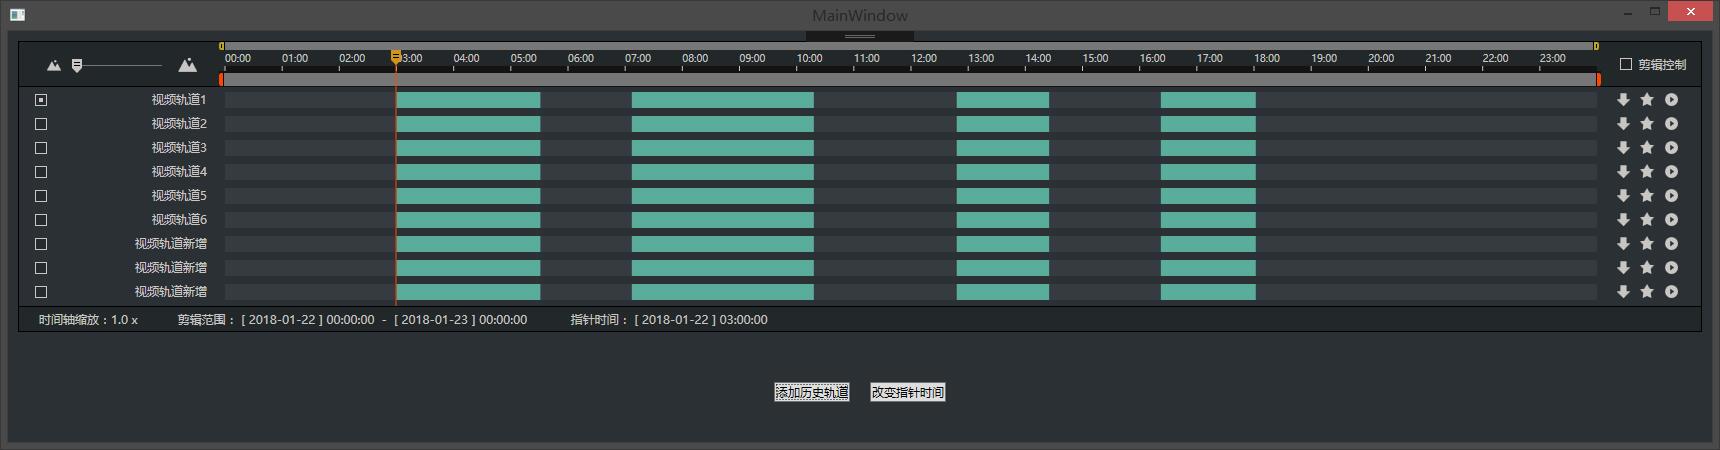 MainWindow
00:00 01:00 02:00 03:00 04:00 05:00 06:00 07:00 08:00 09:00 10:00 11:00 12:00 13:00 14:00 15:00 16:00 17:00 18:00 19:00 20:00 21:00 22:00 23:00 剪辑控制
视频轨道1
视频轨道2
视频轨道3
视频轨道4
视频轨道5
视频轨道6
视频轨道新增
视频轨道新增
视频轨道新增
时间轴缩放：1.0 x 剪辑范围： [ 2018-01-22 ] 00:00:00 - [ 2018-01-23 ] 00:00:00 指针时间： [ 2018-01-22 ] 03:00:00
添加历史轨道 改变指针时间